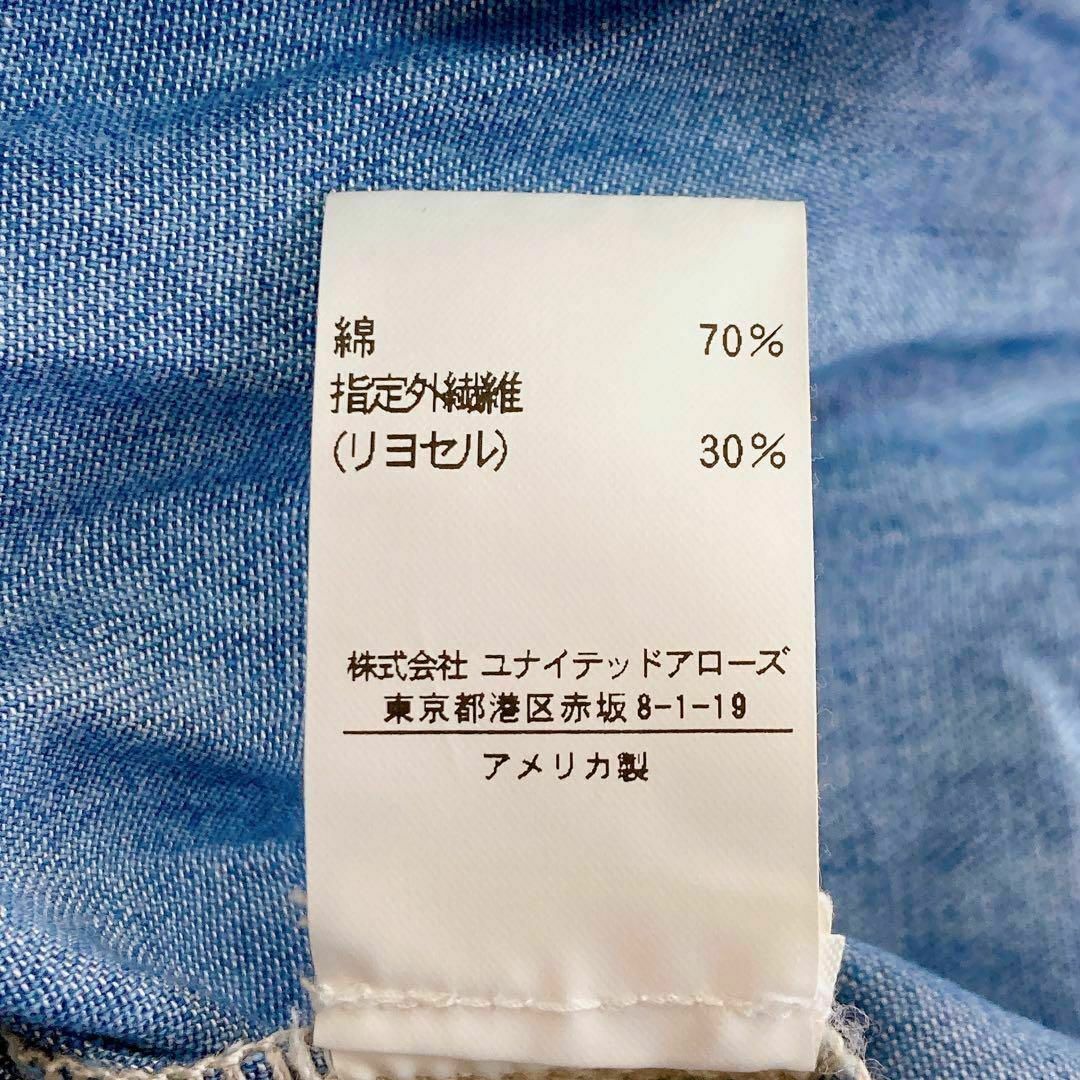 綿 70%
指定外繊維
(リヨセル) 30%
株式会社 ユナイテッドアローズ
東京都港区赤坂8-1-19
アメリカ製